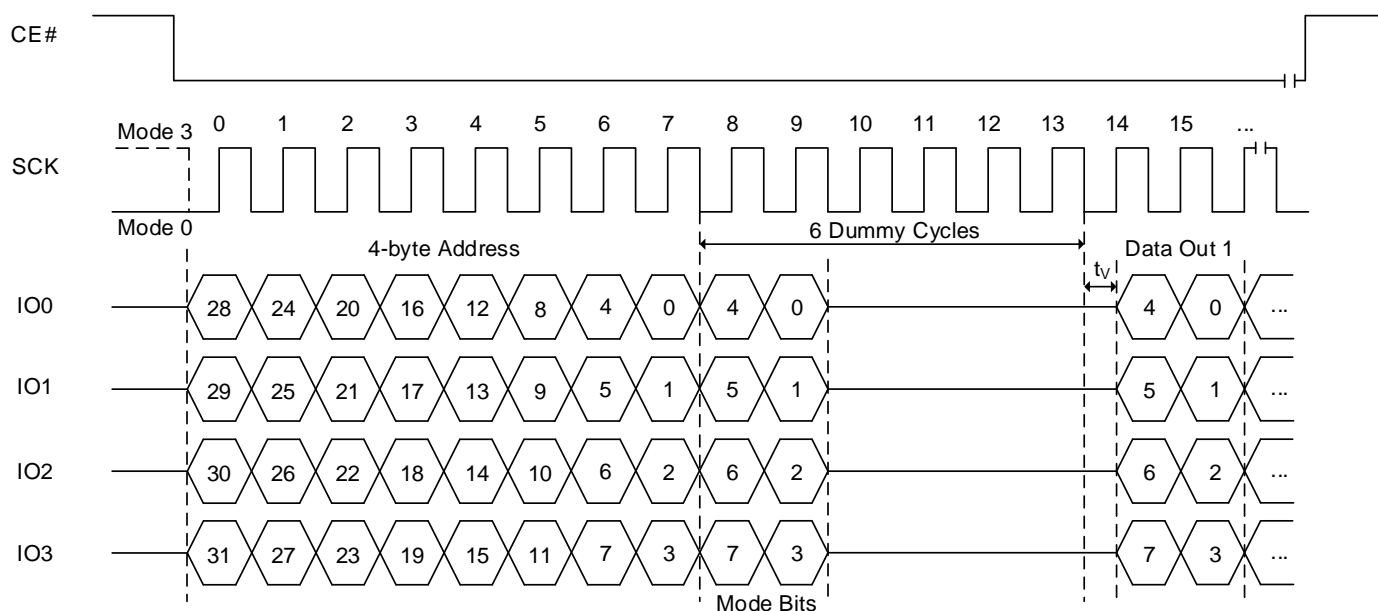 CE#
Mode 3 0 1 2 3 4 5 6 7 8 9 10 11 12 13 14 15 ...
SCK
Mode 0
6 Dummy Cycles
4-byte Address Data Out 1
tV
IO0 28 24 20 16 12 8 4 0 4 0 4 0 ...
IO1 29 25 21 17 13 9 5 1 5 1 5 1 ...
IO2 30 26 22 18 14 10 6 2 6 2 6 2 ...
IO3 31 27 23 19 15 11 7 3 7 3 7 3 ...
Mode Bits